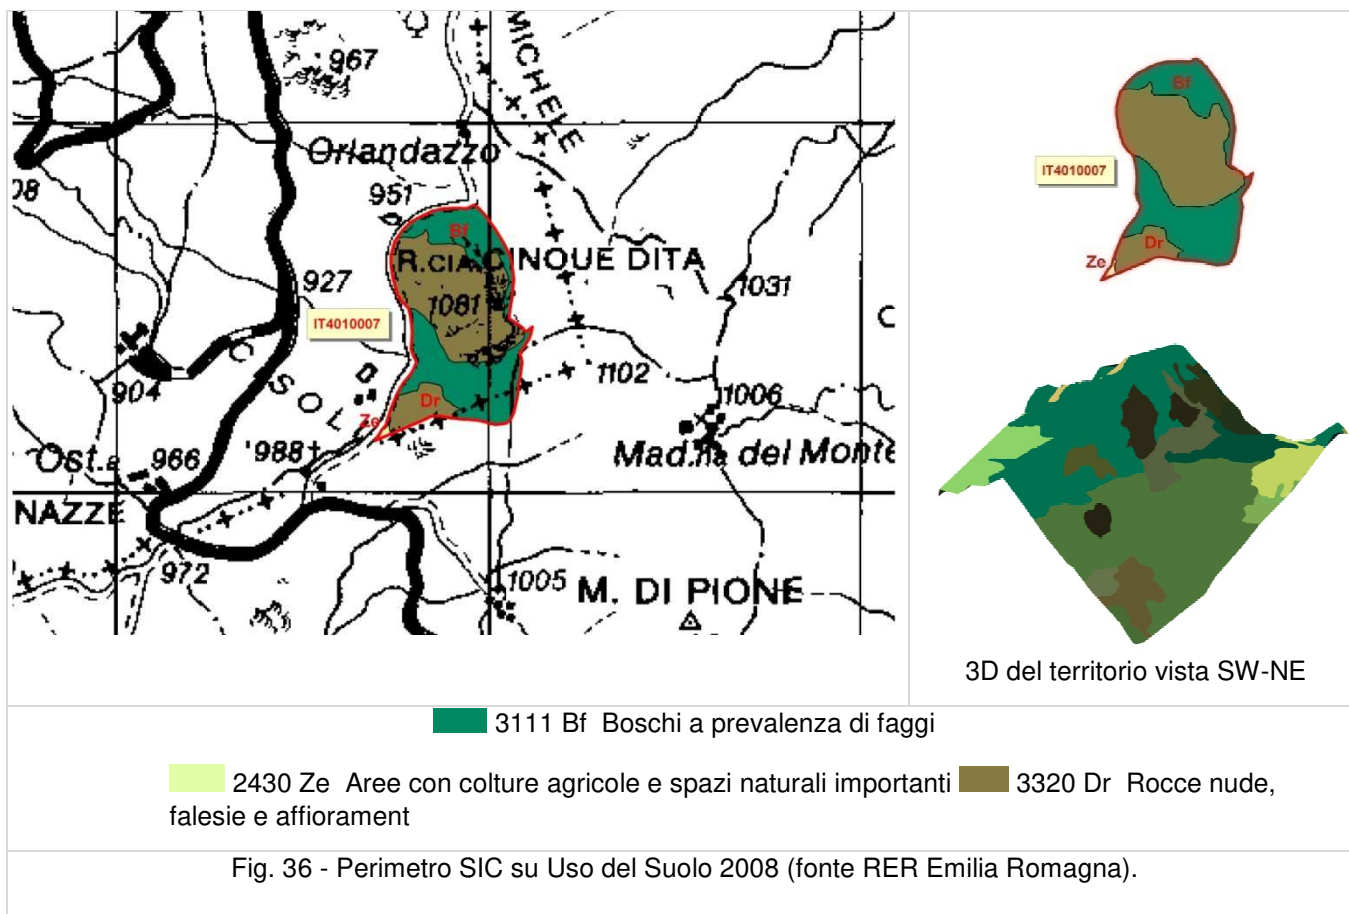 MICHELE
967
Orlandazzo
951
08
Bf
R.CIA CINQUE DITA
927
1081
1031
IT4010007
C
904
C SOL
1102
1006
Dr
Ze
Ost.a
966
988
Mad.na del Monte
NAZZE
972
1005
M. DI PIONE
Bf
IT4010007
Dr
Ze
3D del territorio vista SW-NE
3111 Bf Boschi a prevalenza di faggi
2430 Ze Aree con colture agricole e spazi naturali importanti 3320 Dr Rocce nude,
falesie e affiorament
Fig. 36 - Perimetro SIC su Uso del Suolo 2008 (fonte RER Emilia Romagna).